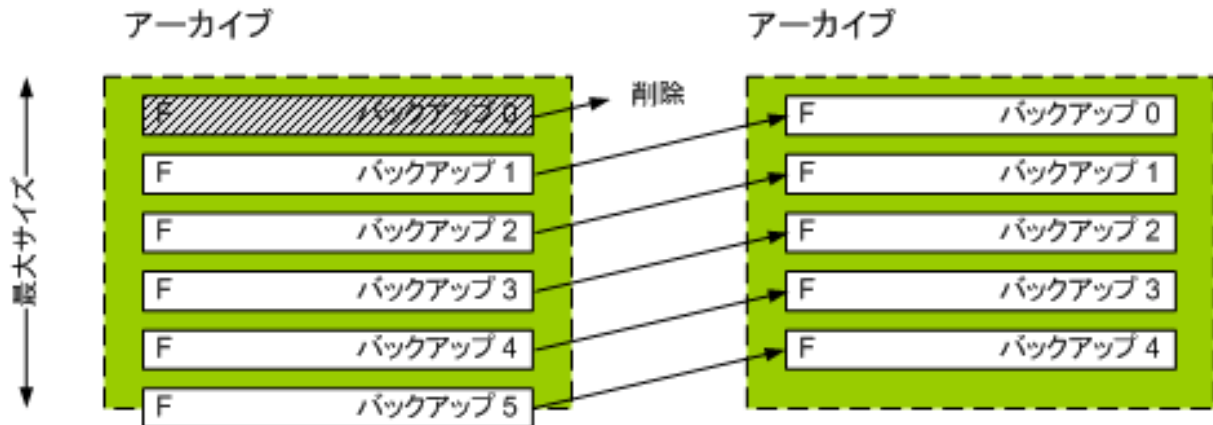 アーカイブ
アーカイブ
最大サイズ
F バックアップ 0
削除
F バックアップ 0
F バックアップ 1
F バックアップ 1
F バックアップ 2
F バックアップ 2
F バックアップ 3
F バックアップ 3
F バックアップ 4
F バックアップ 4
F バックアップ 5